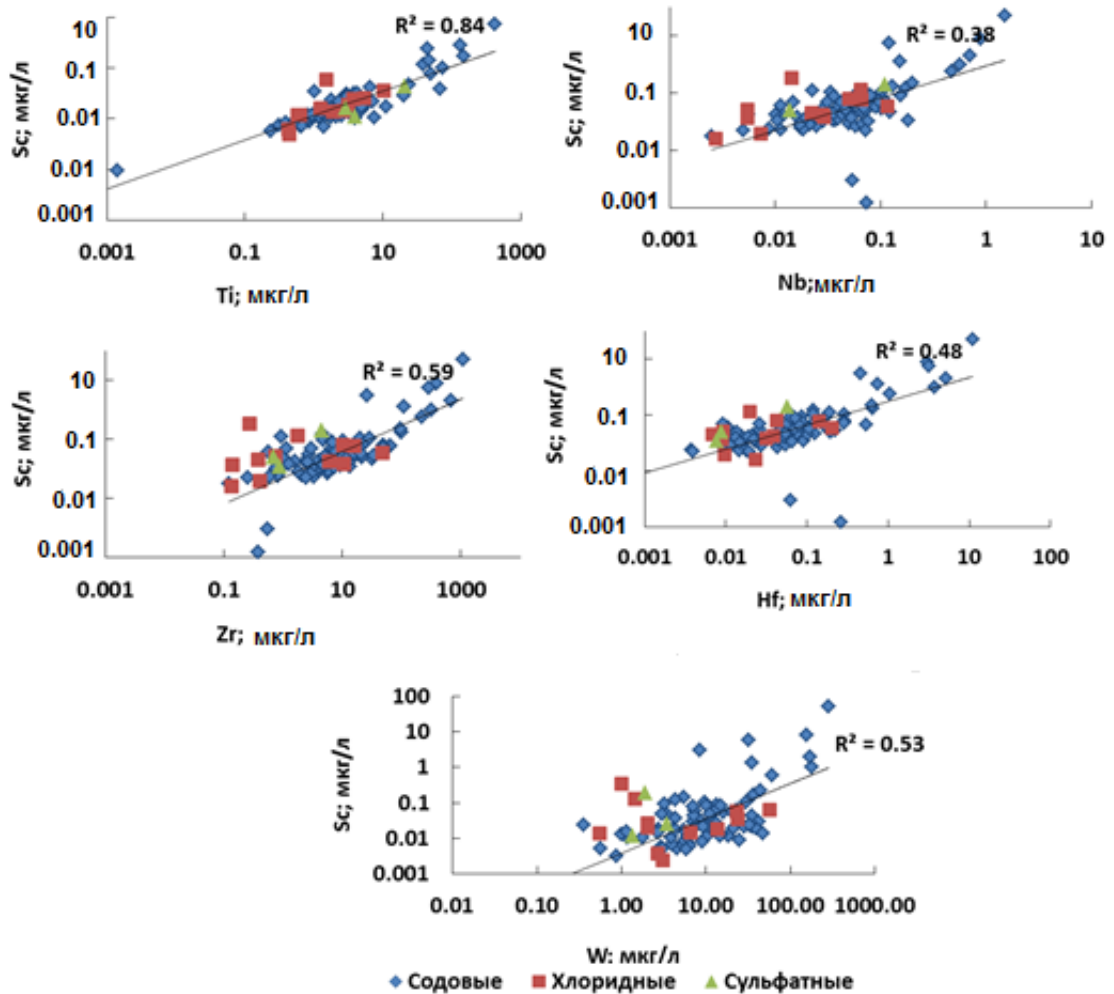 10
0.1
0.01
0.01
0.001
Sc; мкг/л
R² = 0.84
0.001 0.1 10 1000
Ti; мкг/л
10
0.1
0.01
0.001
Sc; мкг/л
R² = 0.38
0.001 0.01 0.1 1 10
Nb;мкг/л
10
0.1
0.01
0.001
Sc; мкг/л
R² = 0.59
0.001 0.1 10 1000
Zr; мкг/л
10
0.1
0.01
0.001
Sc; мкг/л
R² = 0.48
0.001 0.01 0.1 1 10 100
Hf; мкг/л
100
10
1
0.1
0.01
0.001
Sc; мкг/л
R² = 0.53
0.01 0.10 1.00 10.00 100.00 1000.00
W: мкг/л
Содовые Хлоридные Сульфатные